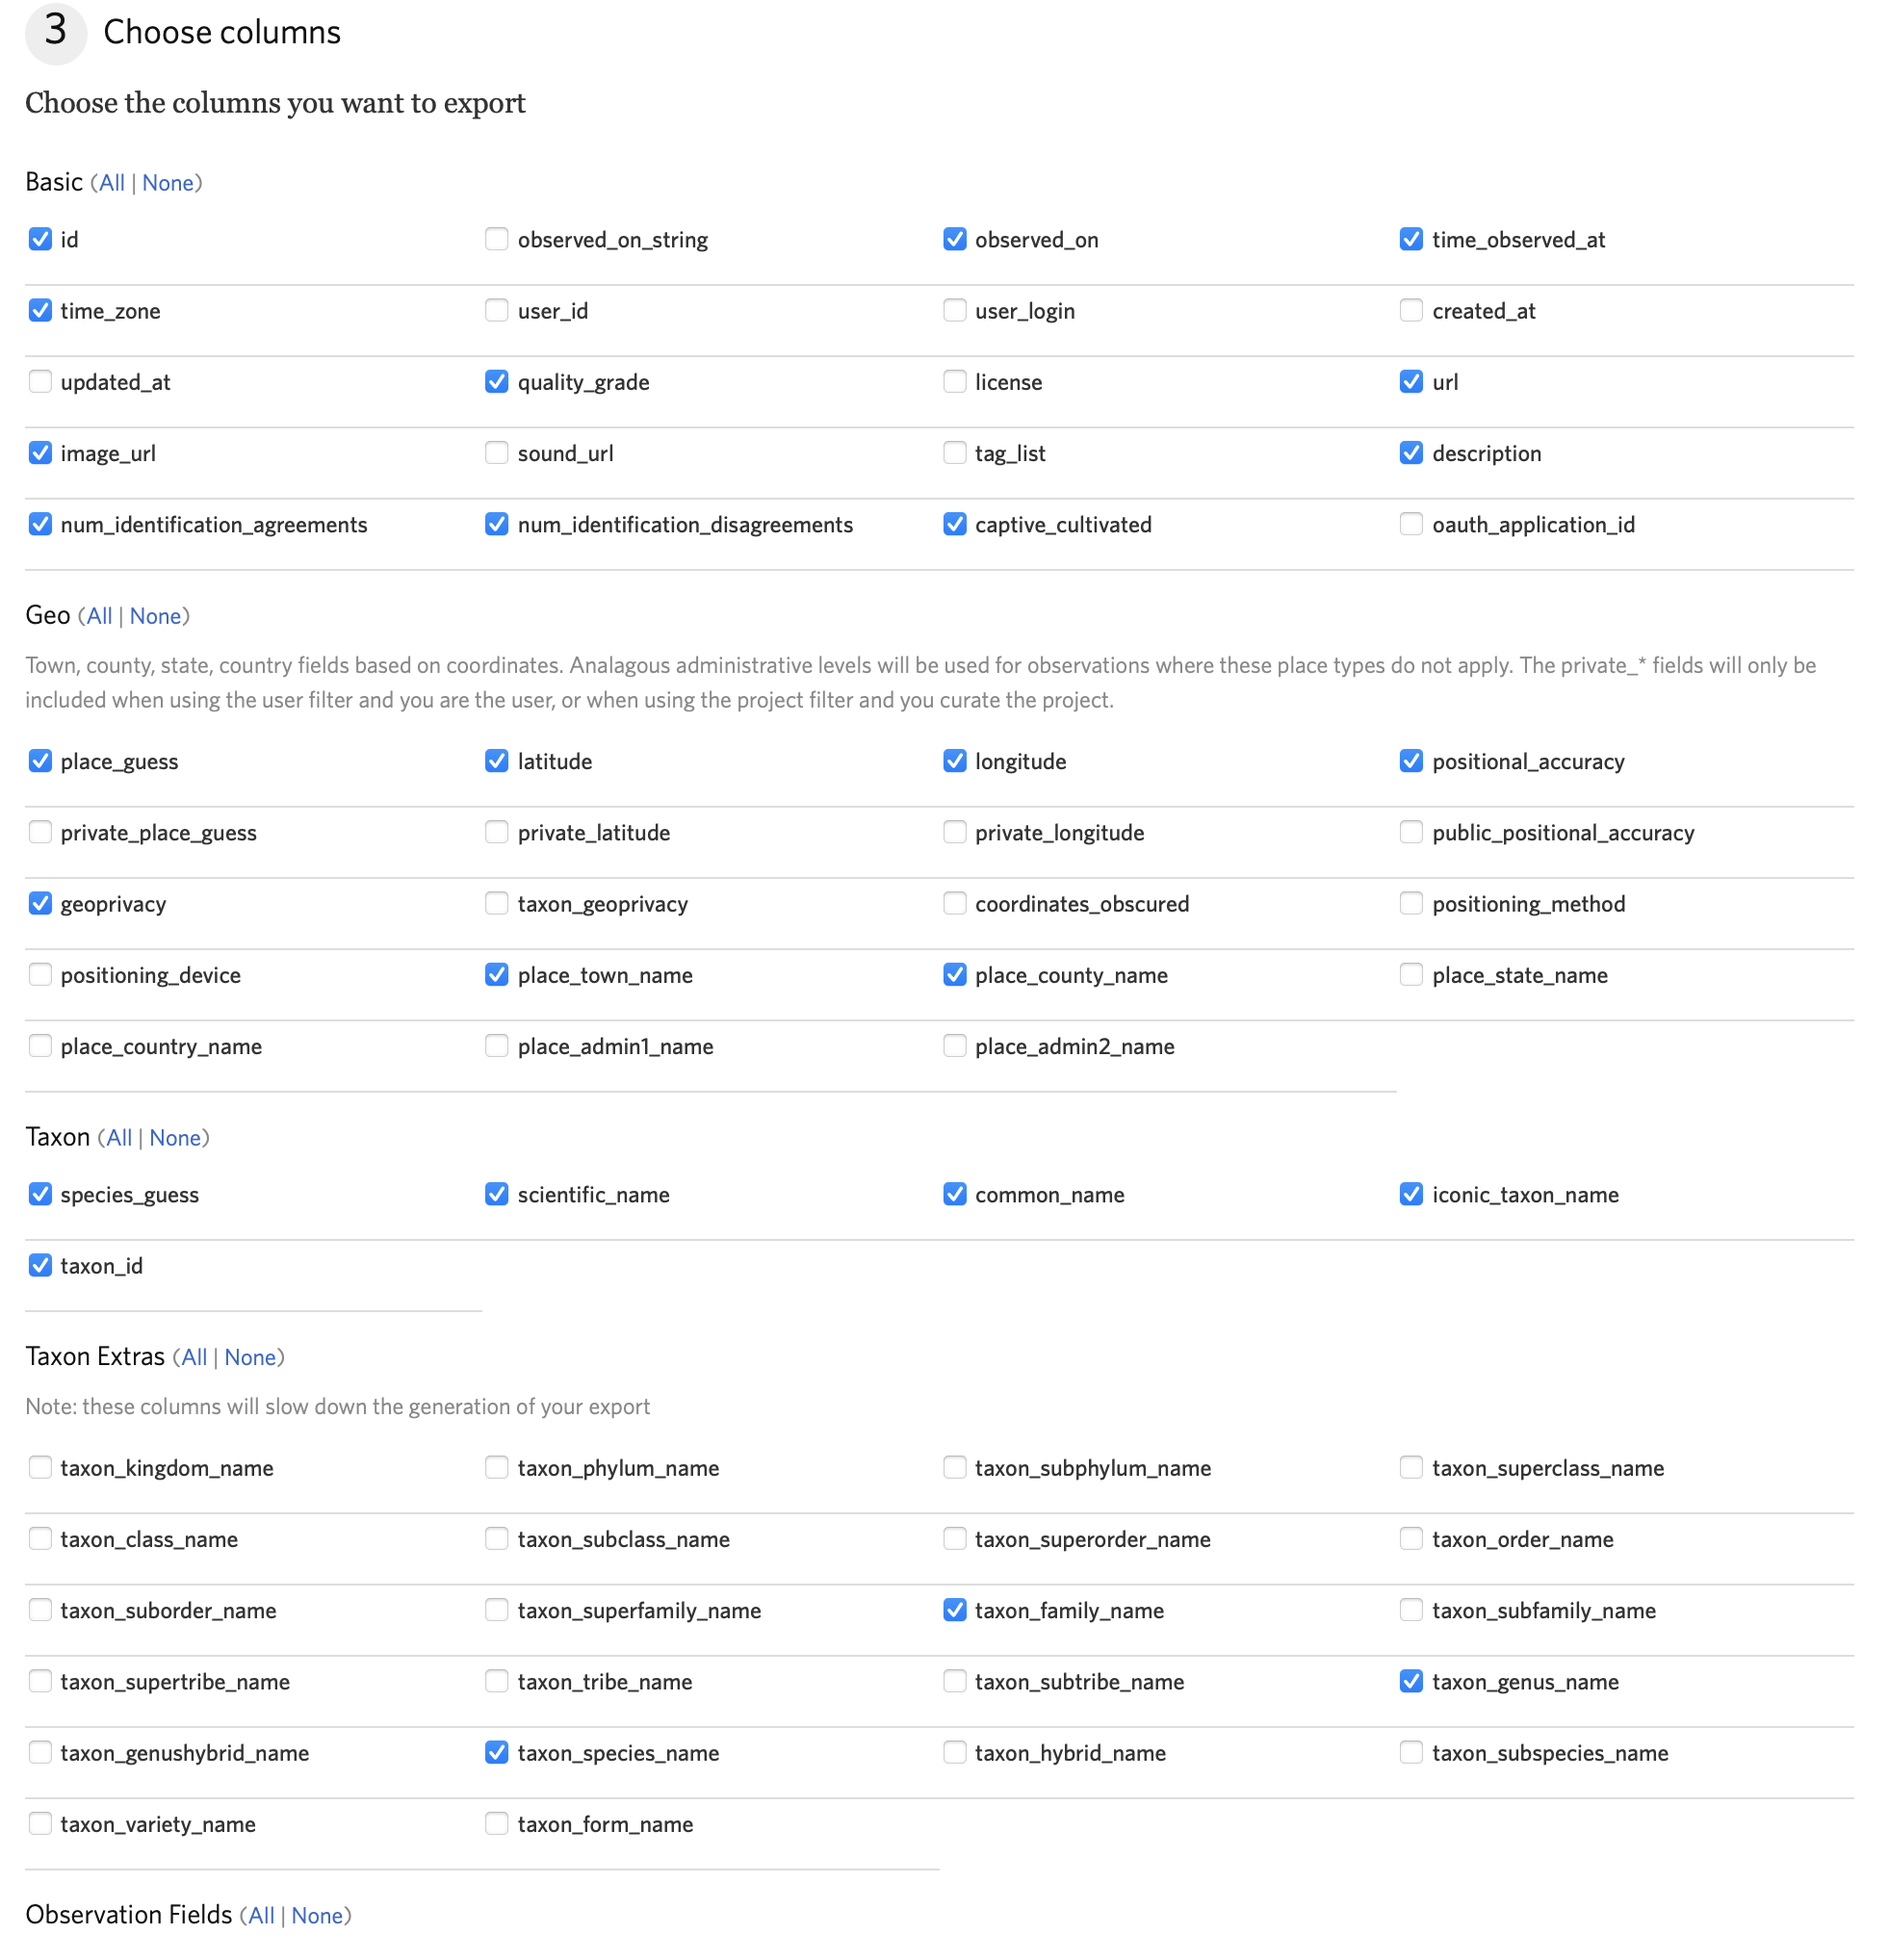 3 Choose columns
Choose the columns you want to export
Basic (All | None)
id observed_on_string observed_on time_observed_at
time_zone user_id user_login created_at
updated_at quality_grade license url
image_url sound_url tag_list description
num_identification_agreements num_identification_disagreements captive_cultivated oauth_application_id
Geo (All | None)
Town, county, state, country fields based on coordinates. Analagous administrative levels will be used for observations where these place types do not apply. The private_* fields will only be
included when using the user filter and you are the user, or when using the project filter and you curate the project.
place_guess latitude longitude positional_accuracy
private_place_guess private_latitude private_longitude public_positional_accuracy
geoprivacy taxon_geoprivacy coordinates_obscured positioning_method
positioning_device place_town_name place_county_name place_state_name
place_country_name place_admin1_name place_admin2_name
Taxon (All | None)
species_guess scientific_name common_name iconic_taxon_name
taxon_id
Taxon Extras (All | None)
Note: these columns will slow down the generation of your export
taxon_kingdom_name taxon_phylum_name taxon_subphylum_name taxon_superclass_name
taxon_class_name taxon_subclass_name taxon_superorder_name taxon_order_name
taxon_suborder_name taxon_superfamily_name taxon_family_name taxon_subfamily_name
taxon_supertribe_name taxon_tribe_name taxon_subtribe_name taxon_genus_name
taxon_genushybrid_name taxon_species_name taxon_hybrid_name taxon_subspecies_name
taxon_variety_name taxon_form_name
Observation Fields (All | None)